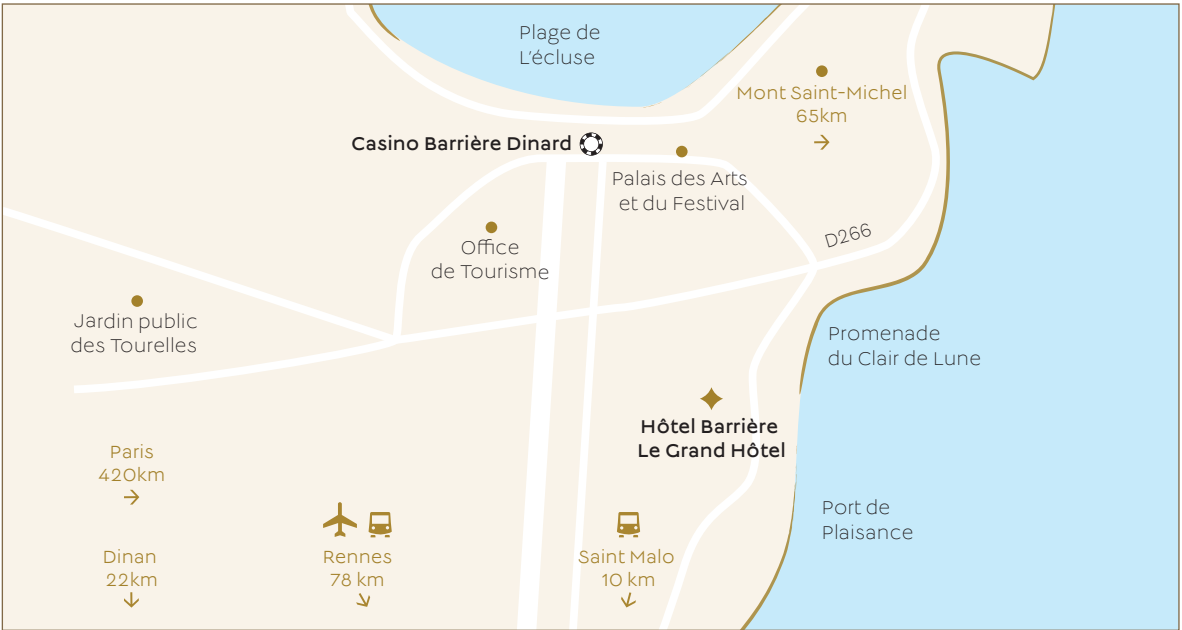 Plage de
L'écluse
Mont Saint-Michel
65km
Casino Barrière Dinard
Palais des Arts
et du Festival
D266
Office
de Tourisme
Jardin public
des Tourelles
Promenade
du Clair de Lune
Hôtel Barrière
Le Grand Hôtel
Paris
420km
Port de
Plaisance
Dinan
22km
Rennes
78 km
Saint Malo
10 km